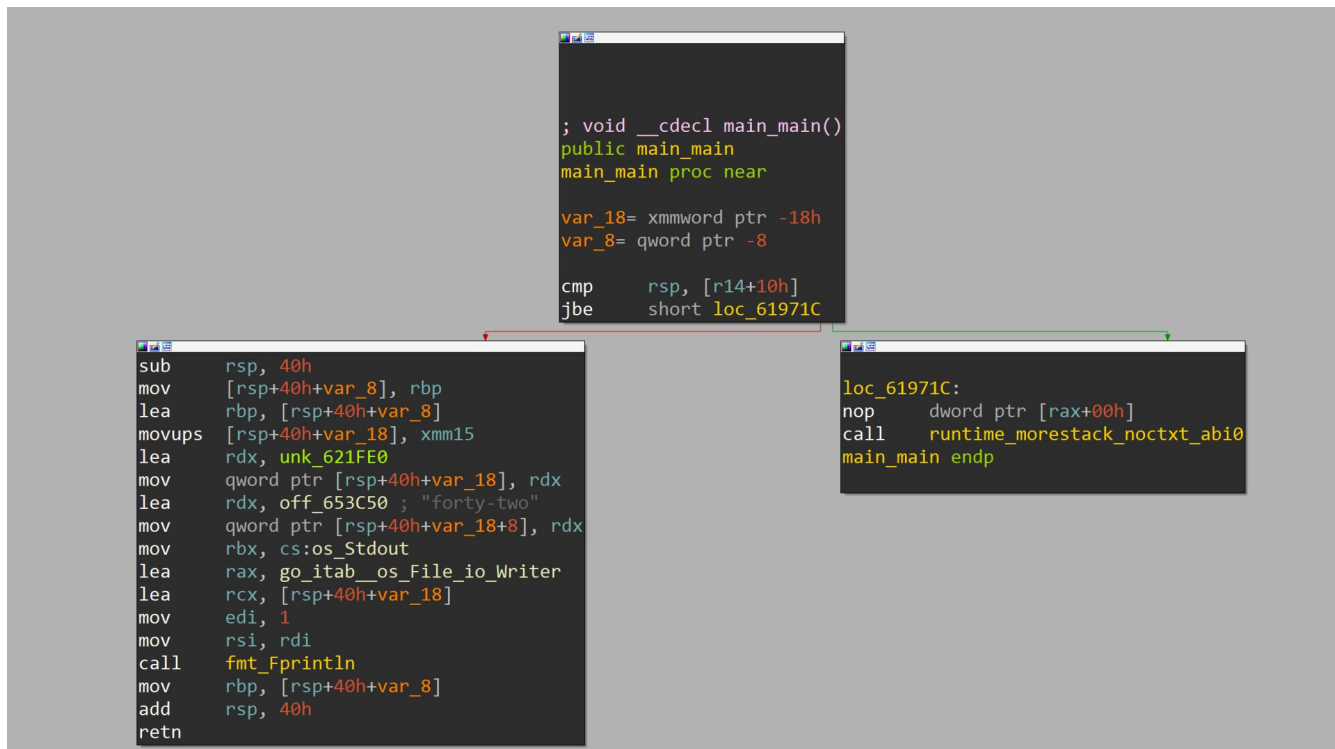 ; void __cdecl main_main()
public main_main
main_main proc near
var_18= xmmword ptr -18h
var_8= qword ptr -8
cmp rsp, [r14+10h]
jbe short loc_61971C
sub rsp, 40h
mov [rsp+40h+var_8], rbp
lea rbp, [rsp+40h+var_8]
movups [rsp+40h+var_18], xmm15
lea rdx, unk_621FE0
mov qword ptr [rsp+40h+var_18], rdx
lea rdx, off_653C50 ; "forty-two"
mov qword ptr [rsp+40h+var_18+8], rdx
mov rbx, cs:os_Stdout
lea rax, go_itab__os_File_io_Writer
lea rcx, [rsp+40h+var_18]
mov edi, 1
mov rsi, rdi
call fmt_Fprintln
mov rbp, [rsp+40h+var_8]
add rsp, 40h
retn
loc_61971C:
nop dword ptr [rax+00h]
call runtime_morestack_noctxt_abi0
main_main endp